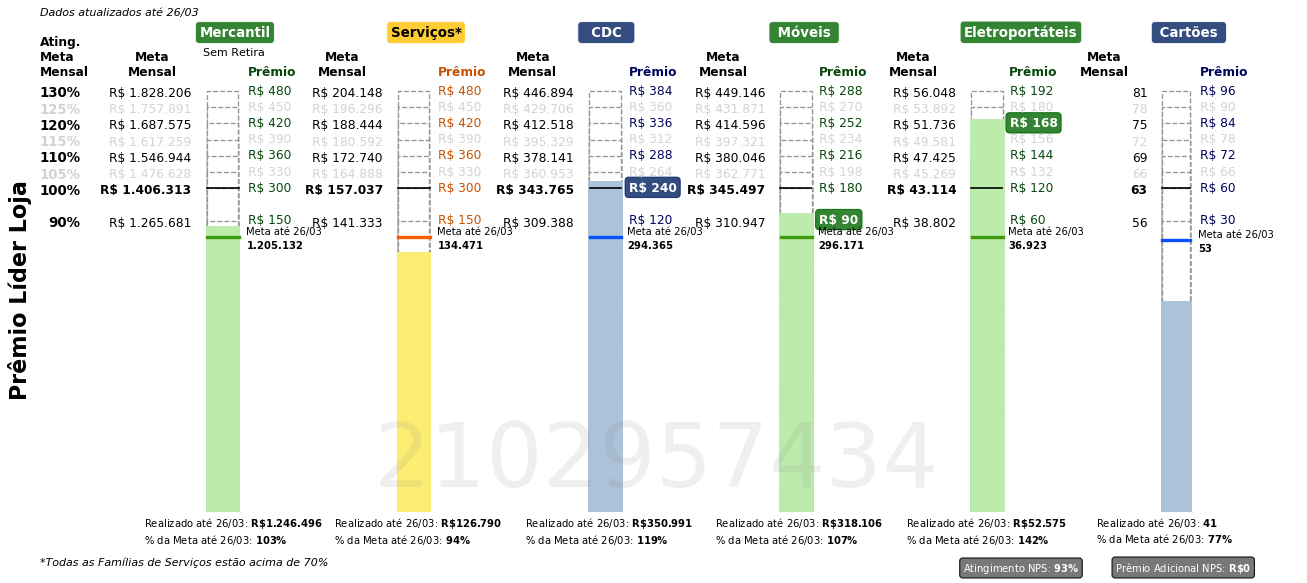 Dados atualizados até 26/03
Mercantil Serviços* CDC Móveis Eletroportáteis Cartões
Sem Retira
Ating. Meta Mensal Meta Mensal Prêmio Meta Mensal Prêmio Meta Mensal Prêmio Meta Mensal Prêmio Meta Mensal Prêmio Meta Mensal Prêmio
130% R$ 1.828.206 R$ 480 R$ 204.148 R$ 480 R$ 446.894 R$ 384 R$ 449.146 R$ 288 R$ 56.048 R$ 192 81 R$ 96
125% R$ 1.757.891 R$ 450 R$ 196.296 R$ 450 R$ 429.706 R$ 360 R$ 431.871 R$ 270 R$ 53.892 R$ 180 78 R$ 90
120% R$ 1.687.575 R$ 420 R$ 188.444 R$ 420 R$ 412.518 R$ 336 R$ 414.596 R$ 252 R$ 51.736 R$ 168 75 R$ 84
115% R$ 1.617.259 R$ 390 R$ 180.592 R$ 390 R$ 395.329 R$ 312 R$ 397.321 R$ 234 R$ 49.581 R$ 156 72 R$ 78
110% R$ 1.546.944 R$ 360 R$ 172.740 R$ 360 R$ 378.141 R$ 288 R$ 380.046 R$ 216 R$ 47.425 R$ 144 69 R$ 72
105% R$ 1.476.628 R$ 330 R$ 164.888 R$ 330 R$ 360.953 R$ 264 R$ 362.771 R$ 198 R$ 45.269 R$ 132 66 R$ 66
100% R$ 1.406.313 R$ 300 R$ 157.037 R$ 300 R$ 343.765 R$ 240 R$ 345.497 R$ 180 R$ 43.114 R$ 120 63 R$ 60
90% R$ 1.265.681 R$ 150 R$ 141.333 R$ 150 R$ 309.388 R$ 120 R$ 310.947 R$ 90 R$ 38.802 R$ 60 56 R$ 30
Meta até 26/03 Meta até 26/03 Meta até 26/03 Meta até 26/03 Meta até 26/03 Meta até 26/03
1.205.132 134.471 294.365 296.171 36.923 53
Prêmio Líder Loja
2102957434
Realizado até 26/03: R$1.246.496 Realizado até 26/03: R$126.790 Realizado até 26/03: R$350.991 Realizado até 26/03: R$318.106 Realizado até 26/03: R$52.575 Realizado até 26/03: 41
% da Meta até 26/03: 103% % da Meta até 26/03: 94% % da Meta até 26/03: 119% % da Meta até 26/03: 107% % da Meta até 26/03: 142% % da Meta até 26/03: 77%
*Todas as Famílias de Serviços estão acima de 70%
Atingimento NPS: 93% Prêmio Adicional NPS: R$0